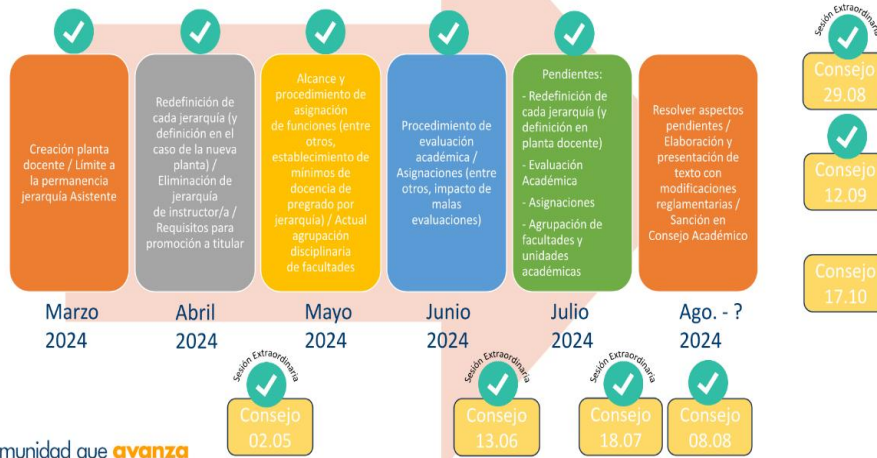 Creación planta
docente / Límite a
la permanencia
jerarquía Asistente
Marzo
2024
Redefinición de
cada jerarquía (y
definición en el
caso de la nueva
planta) /
Eliminación de
jerarquía
de instructor/a /
Requisitos para
promoción a titular
Abril
2024
Alcance y
procedimiento de
asignación
de funciones (entre
otros,
establecimiento de
mínimos de
docencia de
pregrado por
jerarquía) / Actual
agrupación
disciplinaria
de facultades
Mayo
2024
Procedimiento de
evaluación
académica /
Asignaciones (entre
otros, impacto de
malas
evaluaciones)
Junio
2024
Pendientes:
- Redefinición de
cada jerarquía (y
definición en
planta docente)
- Evaluación
Académica
- Asignaciones
- Agrupación de
facultades y
unidades
académicas
Julio
2024
Resolver aspectos
pendientes /
Elaboración y
presentación de
texto con
modificaciones
reglamentarias /
Sanción en
Consejo Académico
Ago. - ?
2024
Sesión Extraordinaria
Consejo
29.08
Consejo
12.09
Consejo
17.10
Sesión Extraordinaria
Consejo
02.05
Sesión Extraordinaria
Consejo
13.06
Sesión Extraordinaria
Consejo
18.07
Consejo
08.08
munidad que avanza